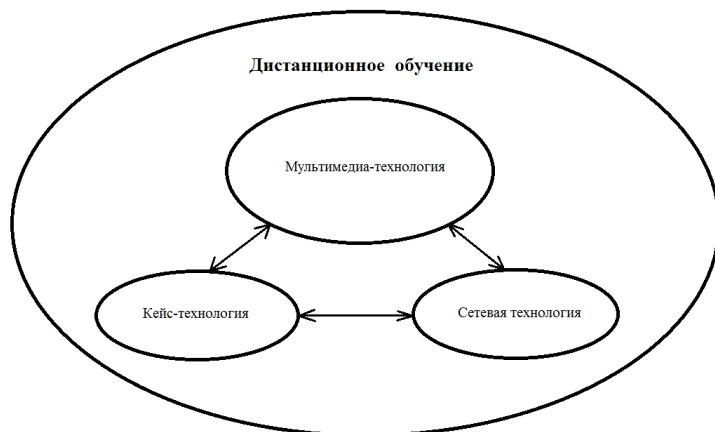 Дистанционное обучение
Мультимедиа-технология
Кейс-технология
Сетевая технология